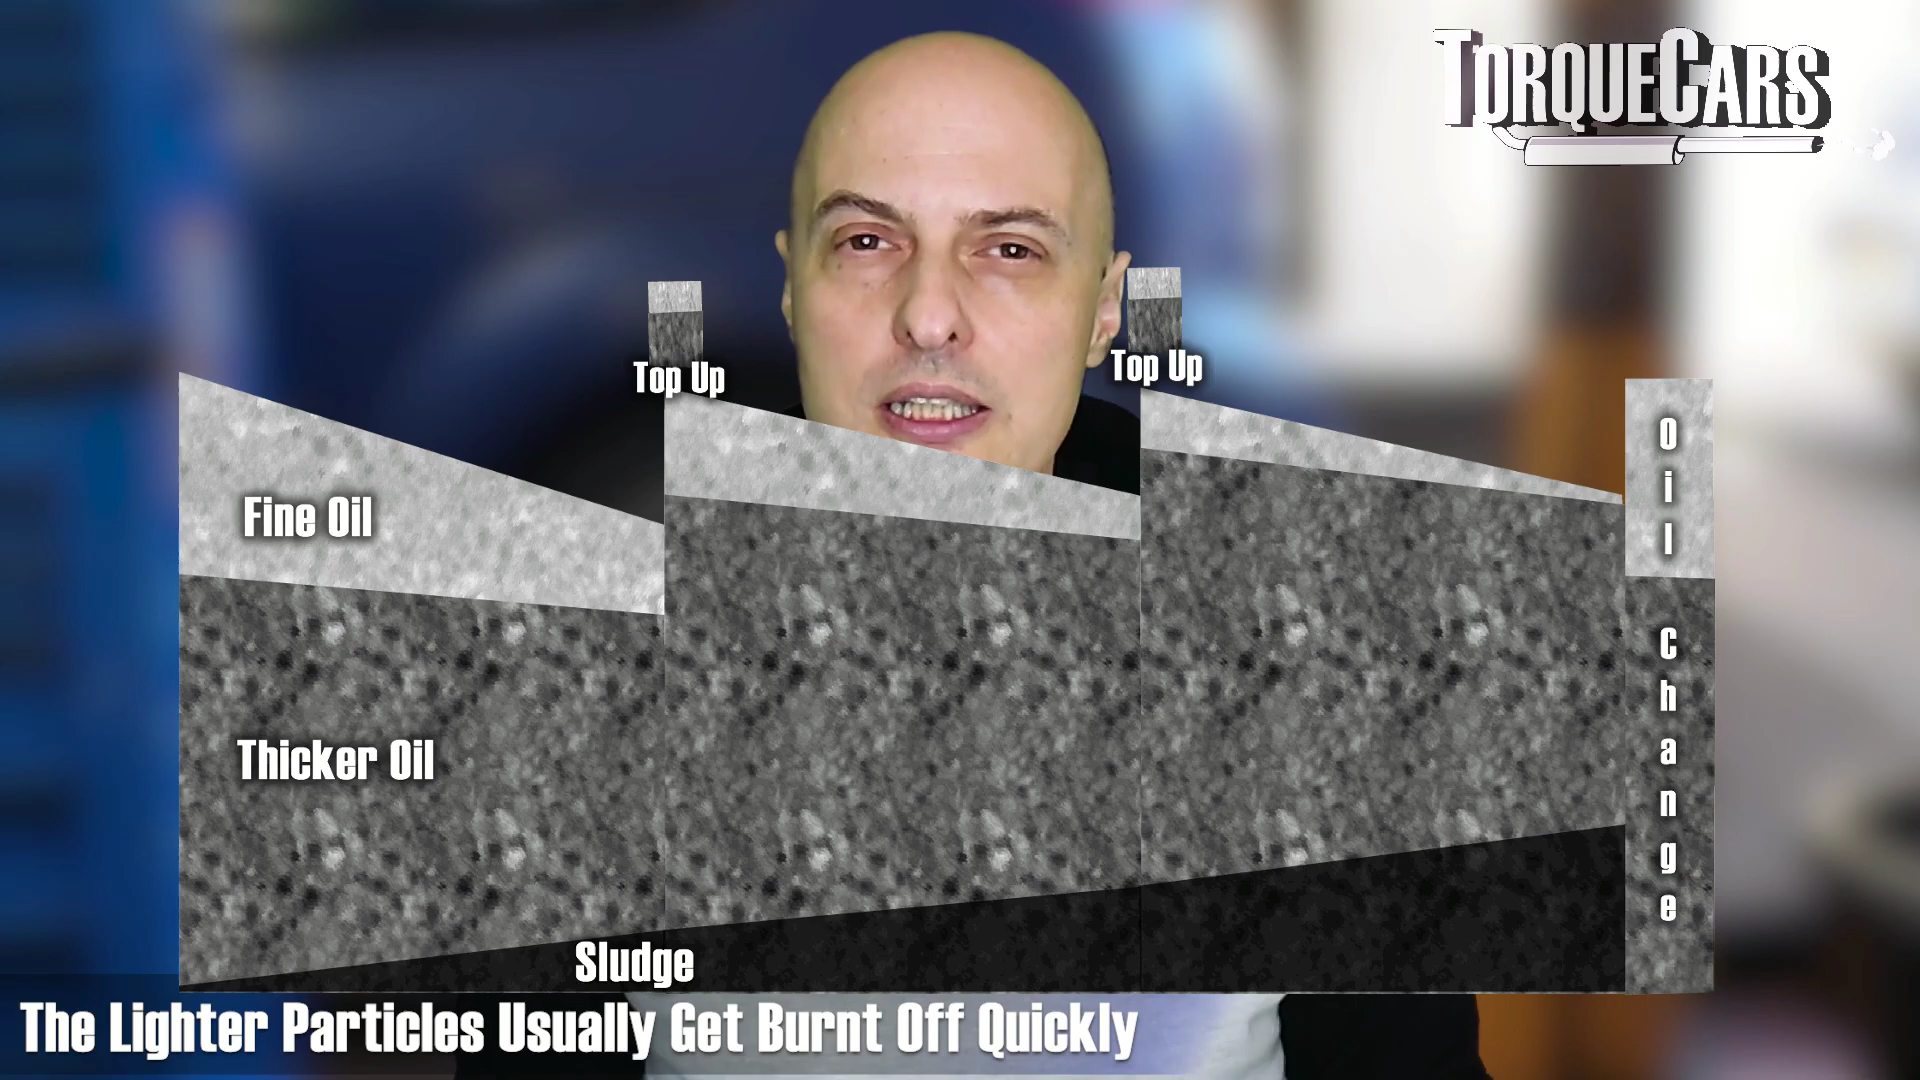 TORQUECARS
Top Up
Top Up
Fine Oil
Oil Change
Thicker Oil
Sludge
The Lighter Particles Usually Get Burnt Off Quickly